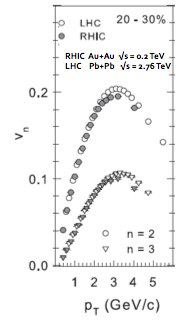 LHC 20 - 30%
RHIC
RHIC Au+Au √s = 0.2 TeV
LHC Pb+Pb √s = 2.76 TeV
0.2
vn
0.1
n = 2
n = 3
0.0
1 2 3 4 5
pT (GeV/c)